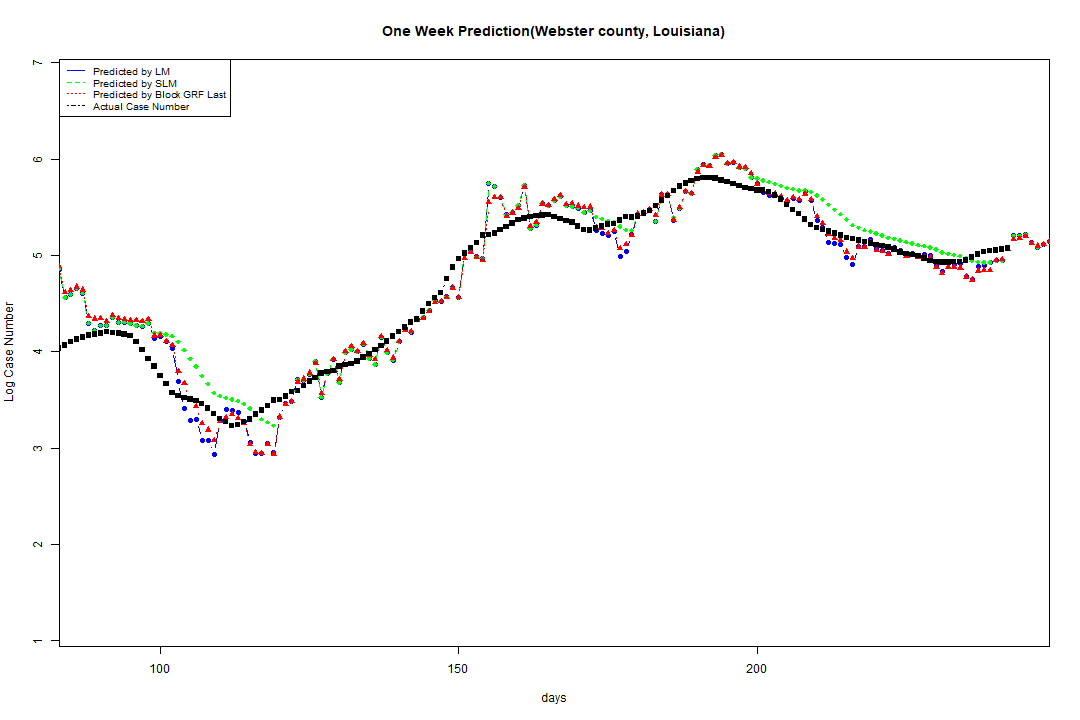 One Week Prediction(Webster county, Louisiana)
Predicted by LM
Predicted by SLM
Predicted by Block GRF Last
Actual Case Number
Log Case Number
7
6
5
4
3
2
1
100 150 200
days